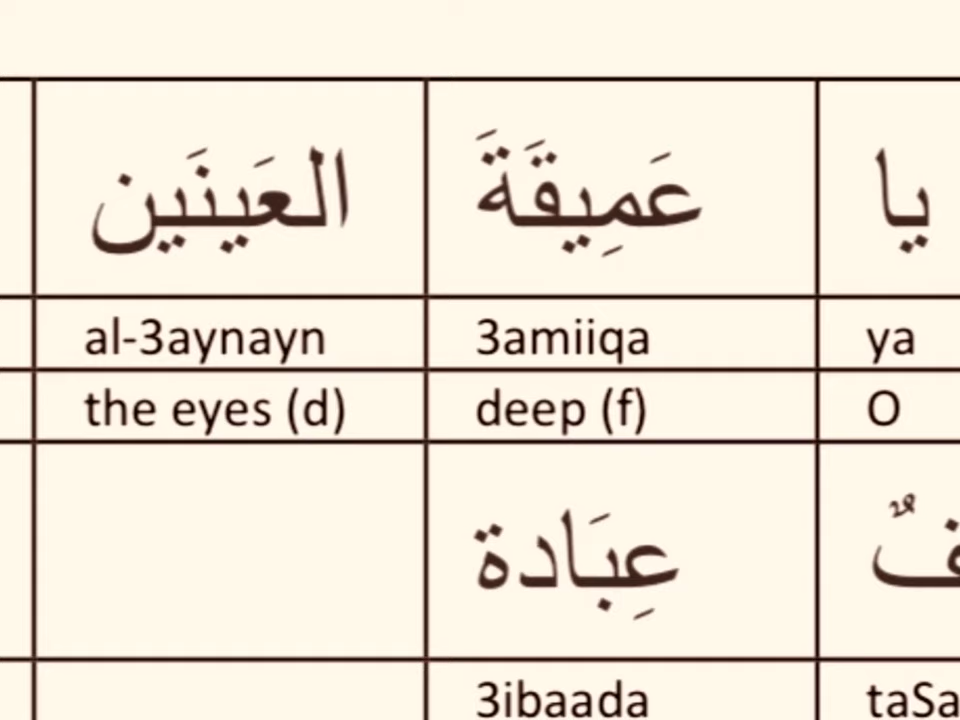 يا عَمِيقَةَ العَينَين
ya 3amiiqa al-3aynayn
O deep (f) the eyes (d)
عِبَادة
3ibaada